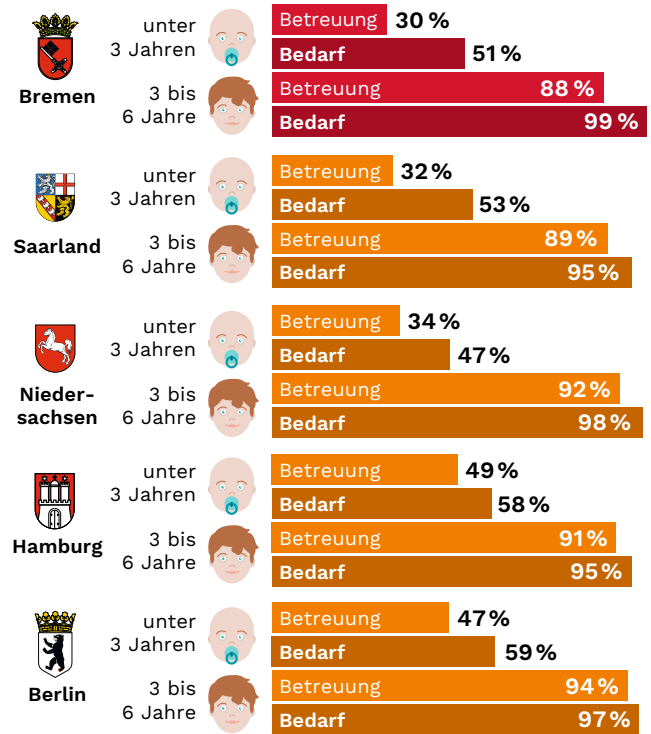 Bremen
unter
3 Jahren
Betreuung 30 %
Bedarf 51 %
3 bis
6 Jahre
Betreuung 88 %
Bedarf 99 %
Saarland
unter
3 Jahren
Betreuung 32 %
Bedarf 53 %
3 bis
6 Jahre
Betreuung 89 %
Bedarf 95 %
Nieder-
sachsen
unter
3 Jahren
Betreuung 34 %
Bedarf 47 %
3 bis
6 Jahre
Betreuung 92 %
Bedarf 98 %
Hamburg
unter
3 Jahren
Betreuung 49 %
Bedarf 58 %
3 bis
6 Jahre
Betreuung 91 %
Bedarf 95 %
Berlin
unter
3 Jahren
Betreuung 47 %
Bedarf 59 %
3 bis
6 Jahre
Betreuung 94 %
Bedarf 97 %